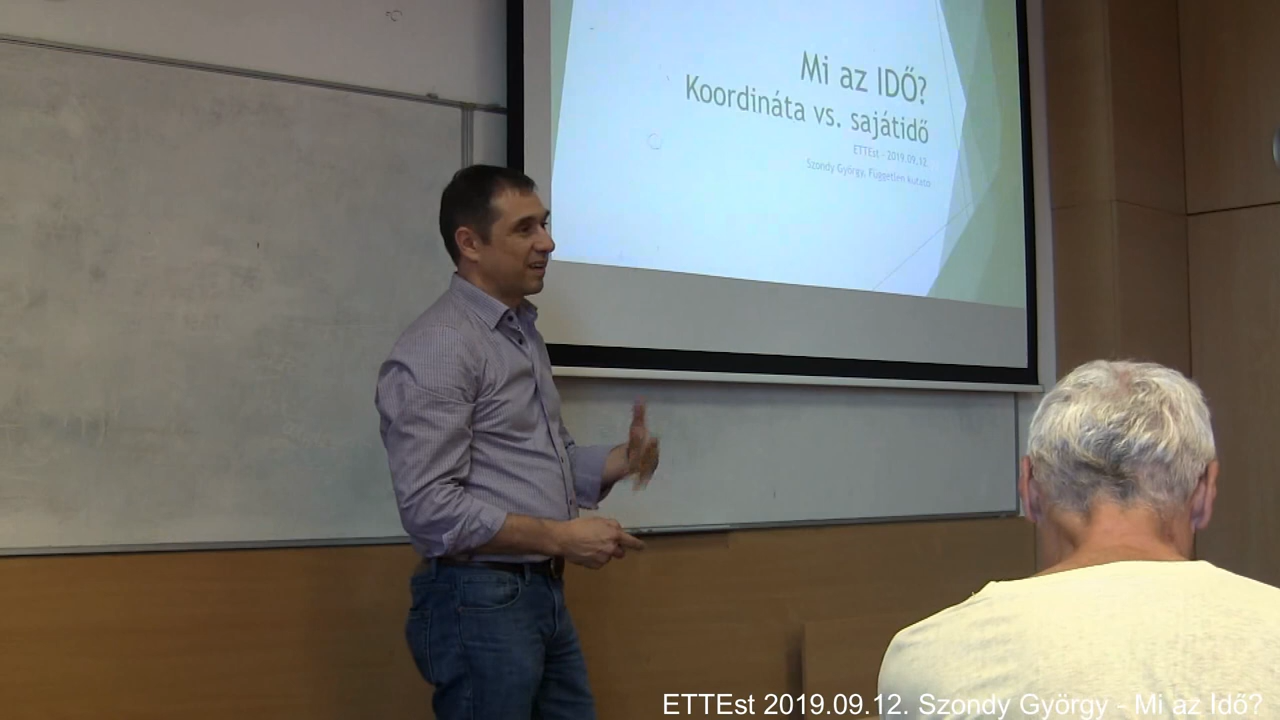 Mi az IDŐ?
Koordináta vs. sajátidő
ETTEst - 2019.09.12.
Szondy György, Független kutató
ETTEst 2019.09.12. Szondy György - Mi az Idő?